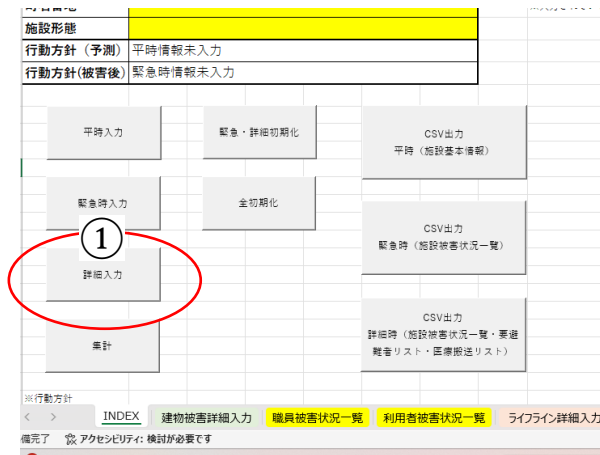 施設形態
行動方針（予測） 平時情報未入力
行動方針(被害後) 緊急時情報未入力
平時入力
緊急・詳細初期化
CSV出力
平時（施設基本情報）
緊急時入力
全初期化
①
CSV出力
緊急時（施設被害状況一覧）
詳細入力
CSV出力
詳細時（施設被害状況一覧・要避
難者リスト・医療搬送リスト）
集計
※行動方針
INDEX 建物被害詳細入力 職員被害状況一覧 利用者被害状況一覧 ライフライン詳細入力
備完了 アクセシビリティ: 検討が必要です